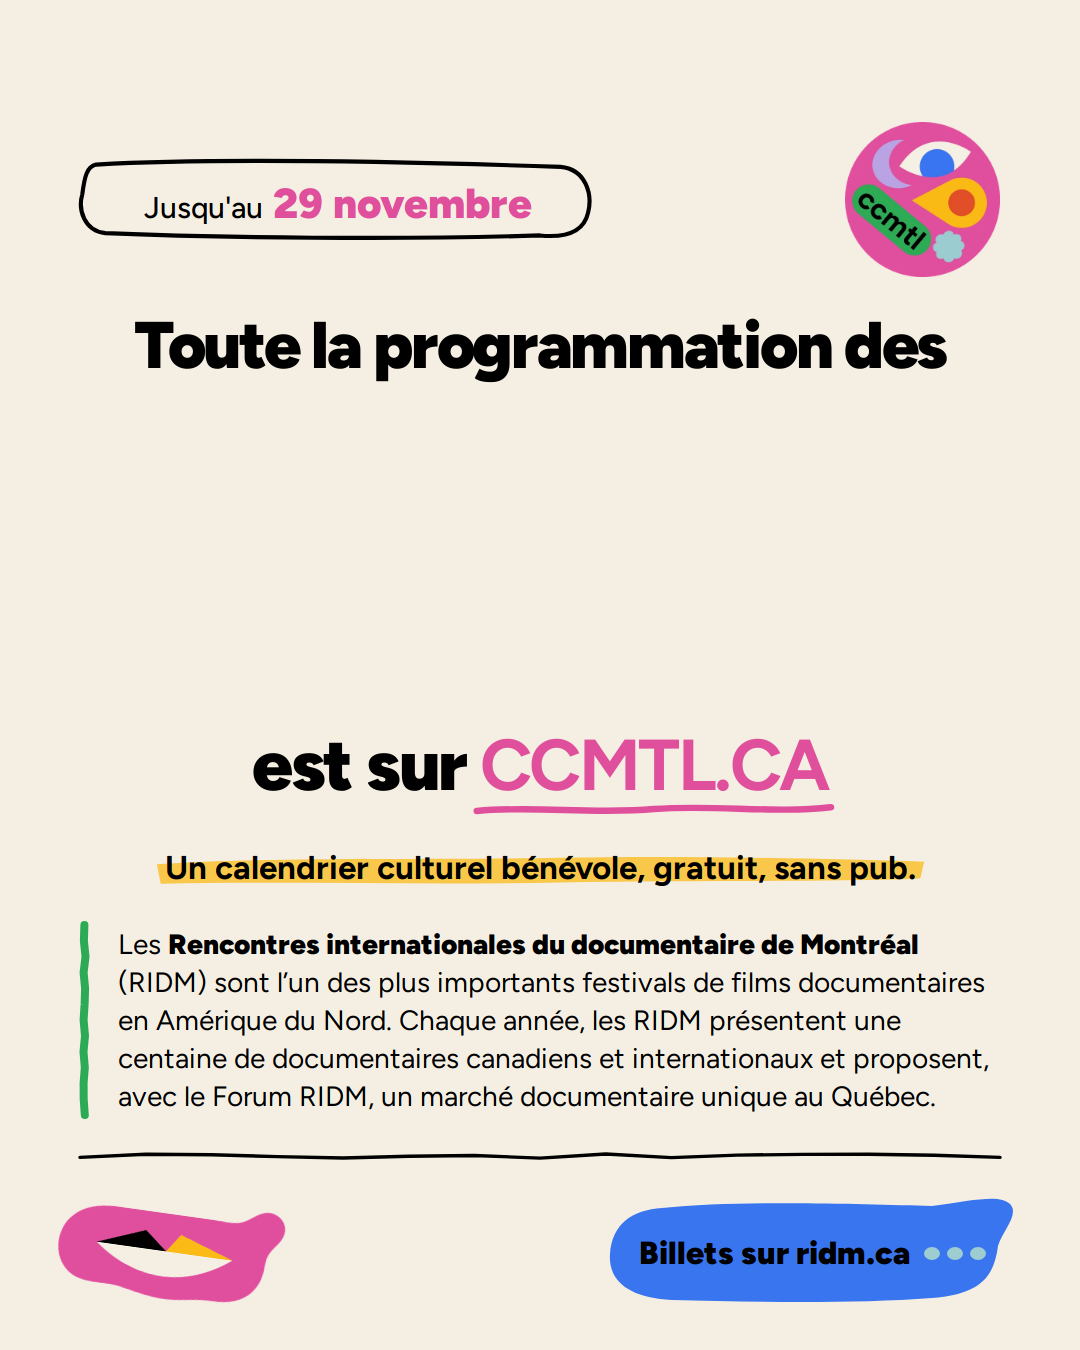 Jusqu'au 29 novembre
ccmtl
Toute la programmation des
est sur CCMTL.CA
Un calendrier culturel bénévole, gratuit, sans pub.
Les Rencontres internationales du documentaire de Montréal
(RIDM) sont l’un des plus importants festivals de films documentaires
en Amérique du Nord. Chaque année, les RIDM présentent une
centaine de documentaires canadiens et internationaux et proposent,
avec le Forum RIDM, un marché documentaire unique au Québec.
Billets sur ridm.ca